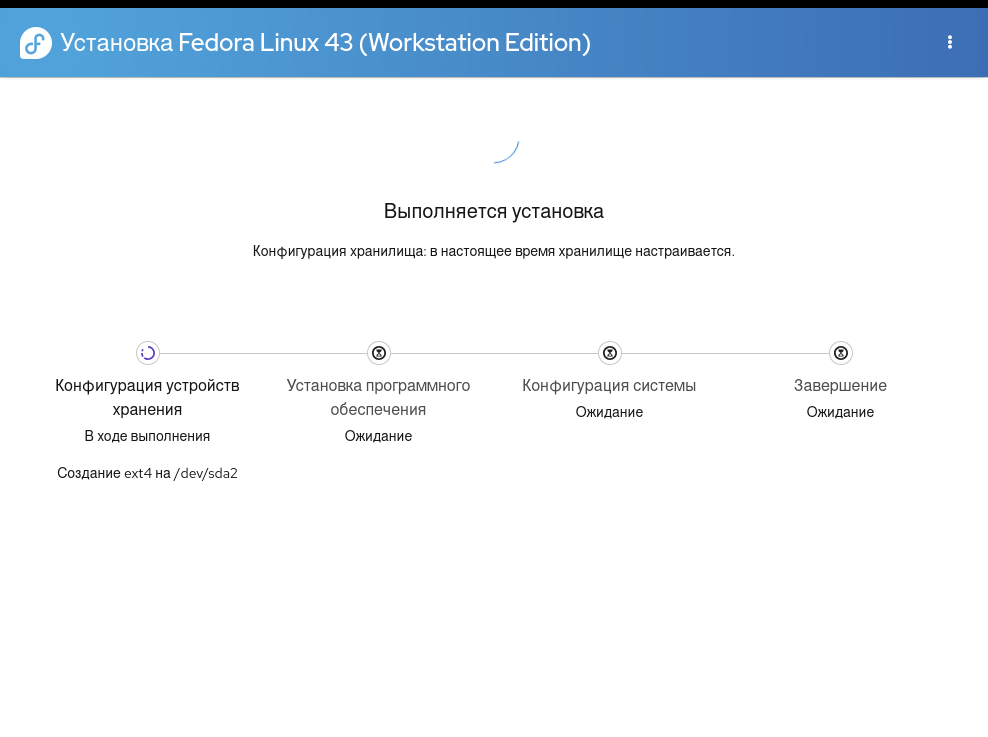 Установка Fedora Linux 43 (Workstation Edition)
Выполняется установка
Конфигурация хранилища: в настоящее время хранилище настраивается.
Конфигурация устройств
хранения
В ходе выполнения
Создание ext4 на /dev/sda2
Установка программного
обеспечения
Ожидание
Конфигурация системы
Ожидание
Завершение
Ожидание